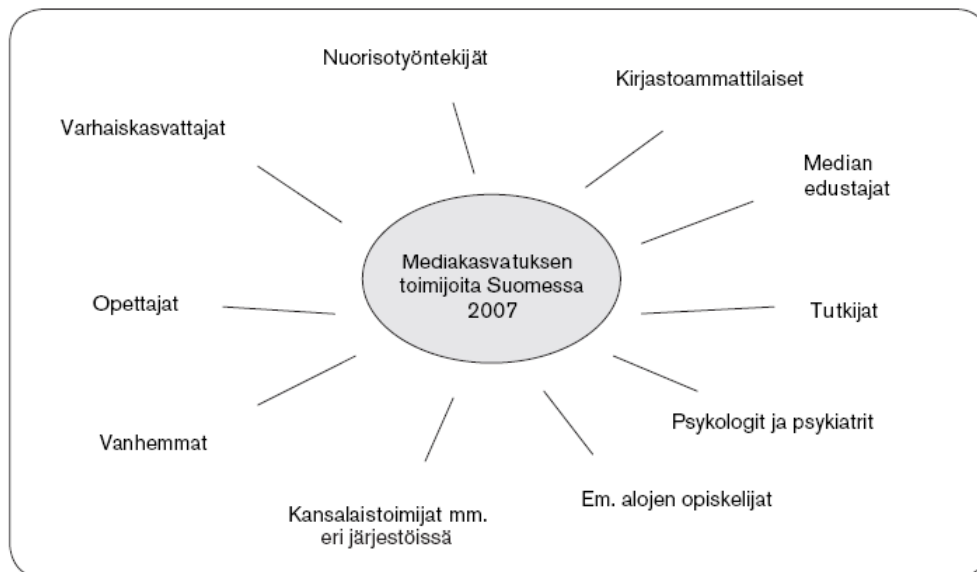 Nuorisotyöntekijät
Kirjastoammattilaiset
Varhaiskasvattajat
Median
edustajat
Mediakasvatuksen
toimijoita Suomessa
2007
Opettajat
Tutkijat
Psykologit ja psykiatrit
Vanhemmat
Em. alojen opiskelijat
Kansalaistoimijat mm.
eri järjestöissä